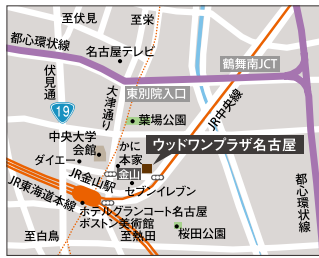 至伏見
至栄
都心環状線
名古屋テレビ
鶴舞南JCT
伏見通
大津通り
東別院入口
19
葉場公園
JR中央線
中央大学
会館
ウッドワンプラザ名古屋
ダイエー
かに
本家
JR金山駅
金山
セブンイレブン
JR東海道本線
ホテルグランコート名古屋
ボストン美術館
都心環状線
至白鳥
至熱田
桜田公園